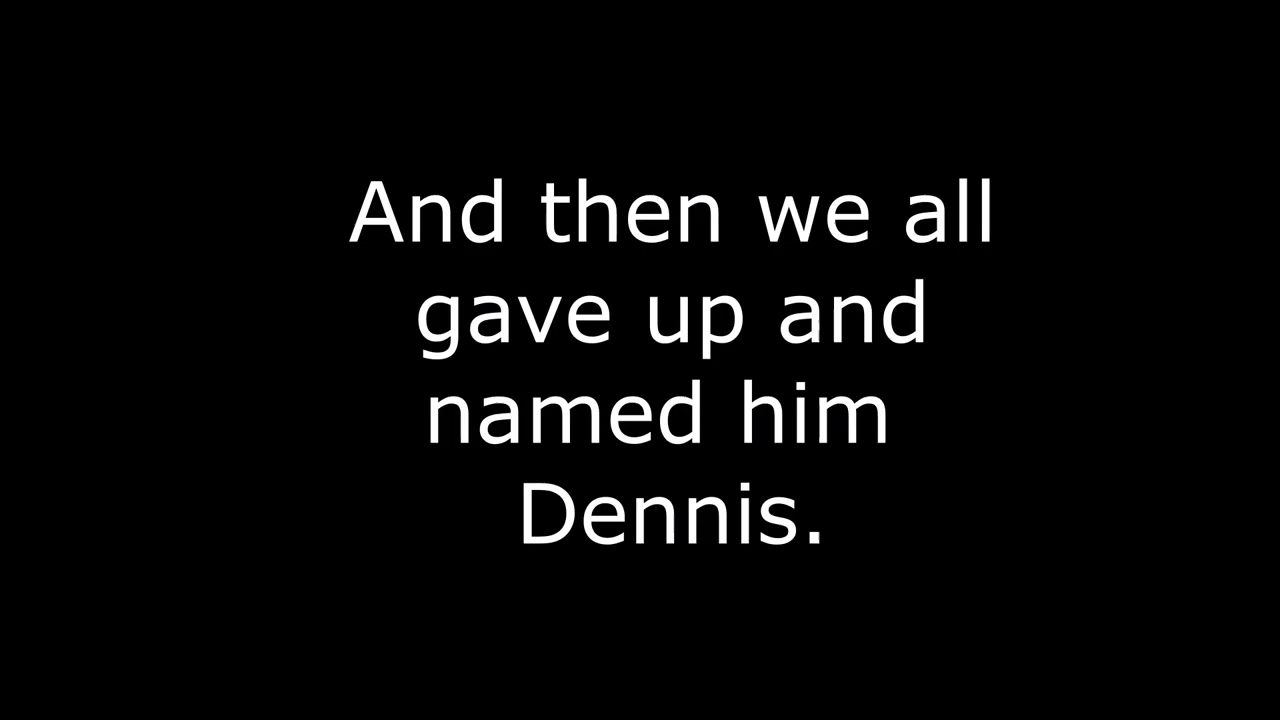 And then we all
gave up and
named him
Dennis.